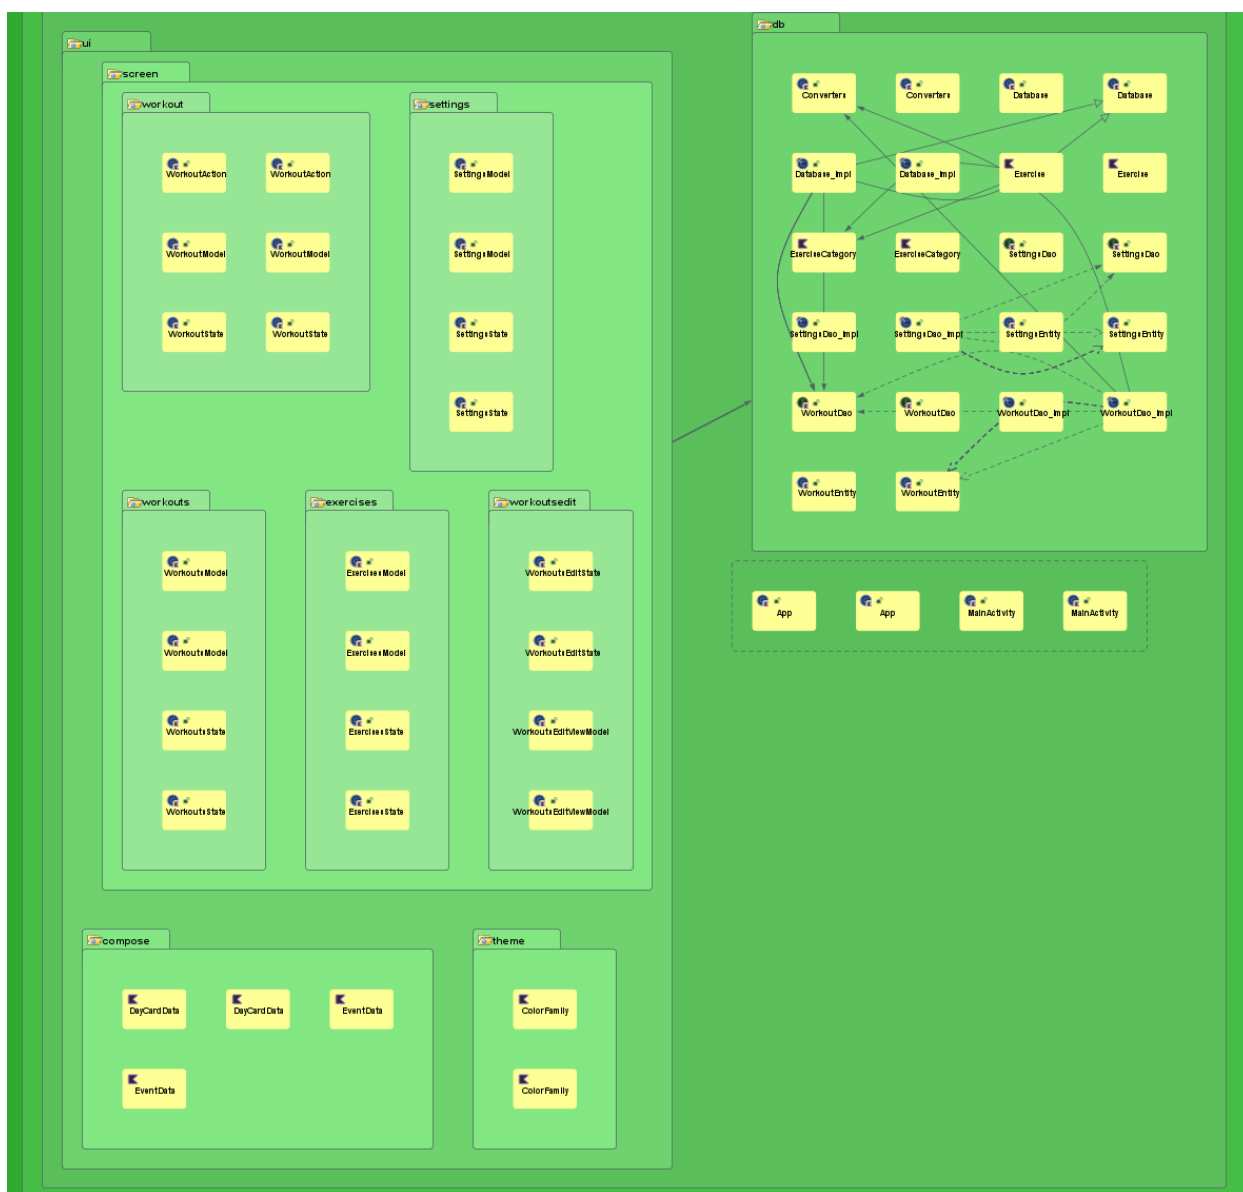 ui
screen
workout
WorkoutAction
WorkoutAction
WorkoutModel
WorkoutModel
WorkoutState
WorkoutState
settings
SettingsModel
SettingsModel
SettingsState
SettingsState
workouts
WorkoutsModel
WorkoutsModel
WorkoutsState
WorkoutsState
exercises
ExercisesModel
ExercisesModel
ExercisesState
ExercisesState
workoutsedit
WorkoutsEditState
WorkoutsEditState
WorkoutsEditViewModel
WorkoutsEditViewModel
compose
DayCardData
DayCardData
EventData
EventData
theme
ColorFamily
ColorFamily
db
Converters
Converters
Database
Database
Database_Impl
Database_Impl
Exercise
Exercise
ExerciseCategory
ExerciseCategory
SettingsDao
SettingsDao
SettingsDao_Impl
SettingsDao_Impl
SettingsEntity
SettingsEntity
WorkoutDao
WorkoutDao
WorkoutDao_Impl
WorkoutDao_Impl
WorkoutEntity
WorkoutEntity
App
App
MainActivity
MainActivity